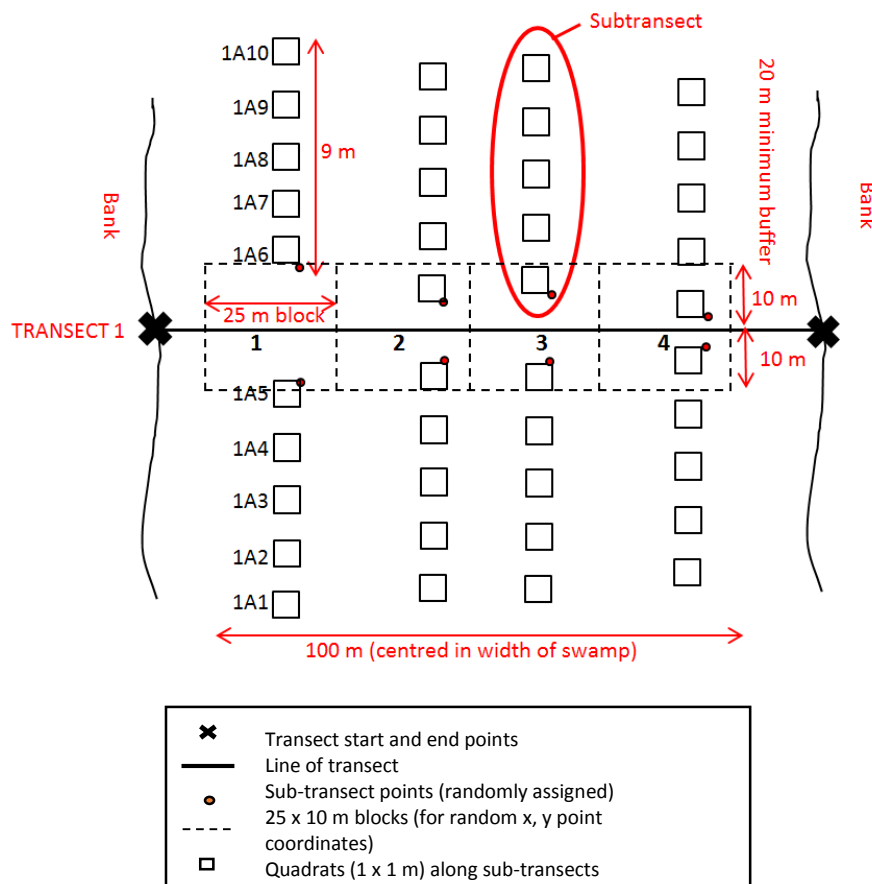 Subtransect
1A10
1A9
1A8
1A7
1A6
9 m
20 m minimum buffer
Bank
Bank
25 m block
10 m
TRANSECT 1
1
2
3
4
10 m
1A5
1A4
1A3
1A2
1A1
100 m (centred in width of swamp)
Transect start and end points
Line of transect
Sub-transect points (randomly assigned)
25 x 10 m blocks (for random x, y point
coordinates)
Quadrats (1 x 1 m) along sub-transects